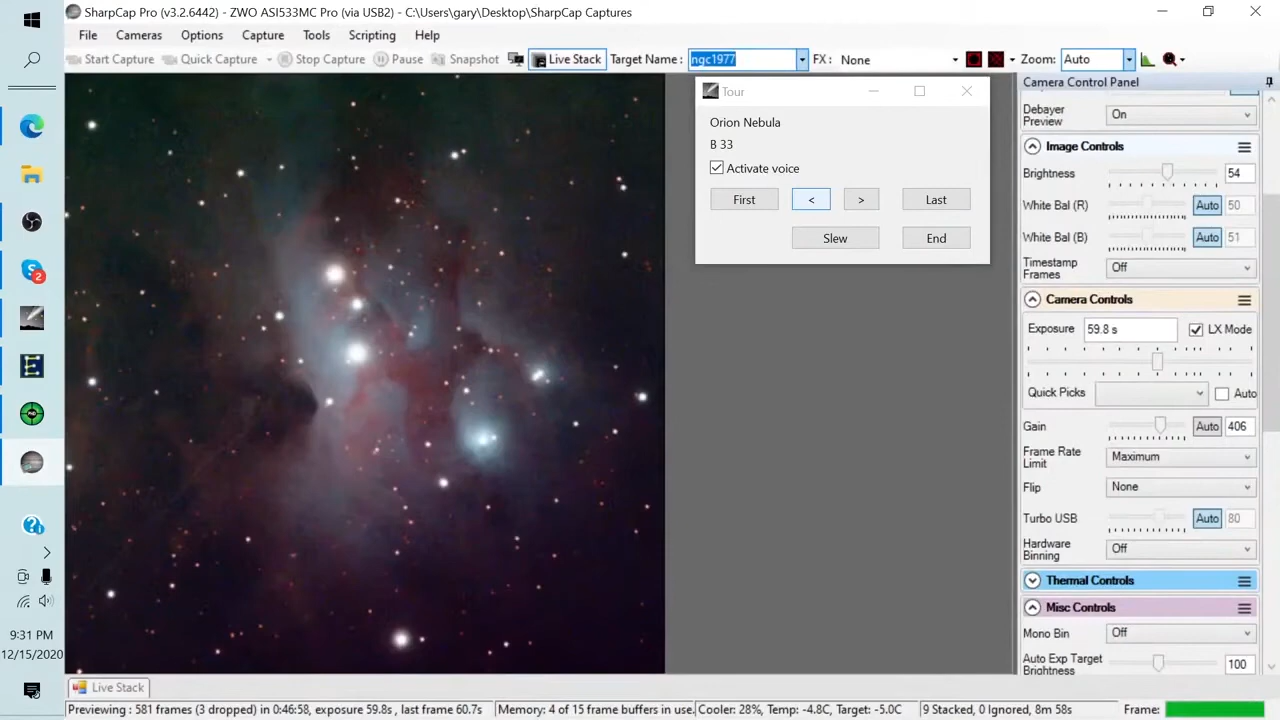 SharpCap Pro (v3.2.6442) - ZWO ASI533MC Pro (via USB2) - C:\Users\gary\Desktop\SharpCap Captures
File Cameras Options Capture Tools Scripting Help
Start Capture Quick Capture Stop Capture Pause Snapshot Live Stack Target Name : ngc1977 FX : None Zoom: Auto
Tour
Orion Nebula
B 33
Activate voice
First < > Last
Slew End
Camera Control Panel
Debayer
Preview On
Image Controls
Brightness 54
White Bal (R) Auto 50
White Bal (B) Auto 51
Timestamp
Frames Off
Camera Controls
Exposure 59.8 s LX Mode
Quick Picks Auto
Gain Auto 406
Frame Rate
Limit Maximum
Flip None
Turbo USB Auto 80
Hardware
Binning Off
Thermal Controls
Misc Controls
Mono Bin Off
Auto Exp Target
Brightness 100
2
9:31 PM
12/15/2020
Live Stack
Previewing : 581 frames (3 dropped) in 0:46:58, exposure 59.8s , last frame 60.7s Memory: 4 of 15 frame buffers in use. Cooler: 28%, Temp: -4.8C, Target: -5.0C 9 Stacked, 0 Ignored, 8m 58s Frame: